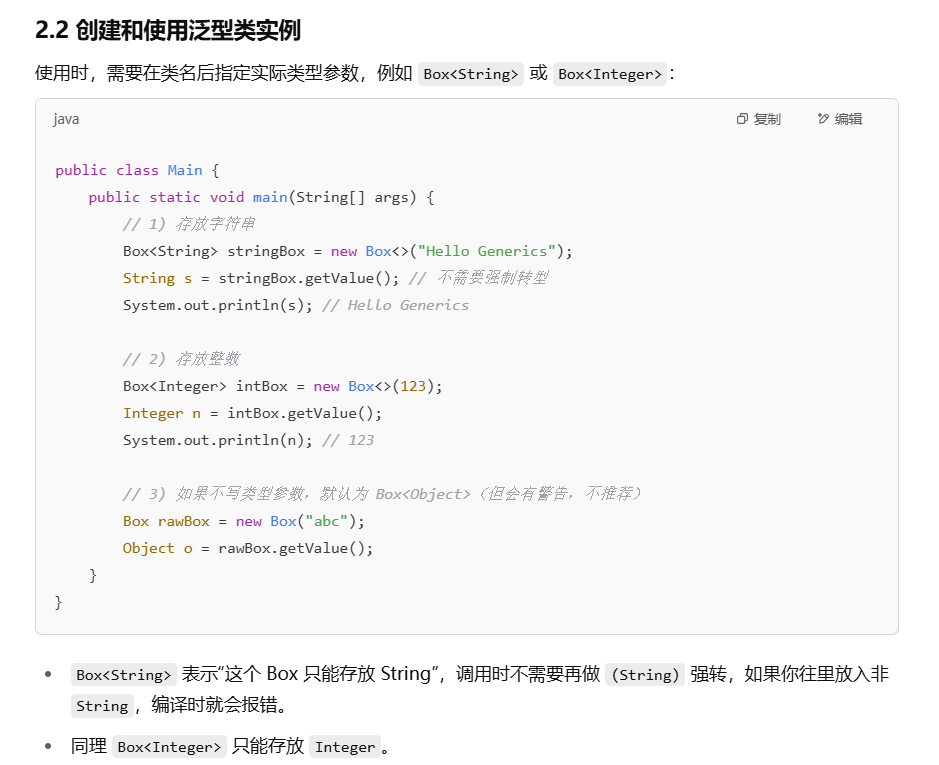 2.2 创建和使用泛型类实例
使用时，需要在类名后指定实际类型参数，例如 Box<String> 或 Box<Integer>：
java 复制 编辑
public class Main {
    public static void main(String[] args) {
        // 1) 存放字符串
        Box<String> stringBox = new Box<>("Hello Generics");
        String s = stringBox.getValue(); // 不需要强制转型
        System.out.println(s); // Hello Generics

        // 2) 存放整数
        Box<Integer> intBox = new Box<>(123);
        Integer n = intBox.getValue();
        System.out.println(n); // 123

        // 3) 如果不写类型参数，默认为 Box<Object>（但会有警告，不推荐）
        Box rawBox = new Box("abc");
        Object o = rawBox.getValue();
    }
}
• Box<String> 表示“这个 Box 只能存放 String”，调用时不需要再做 (String) 强转，如果你往里放入非
String，编译时就会报错。
• 同理 Box<Integer> 只能存放 Integer。